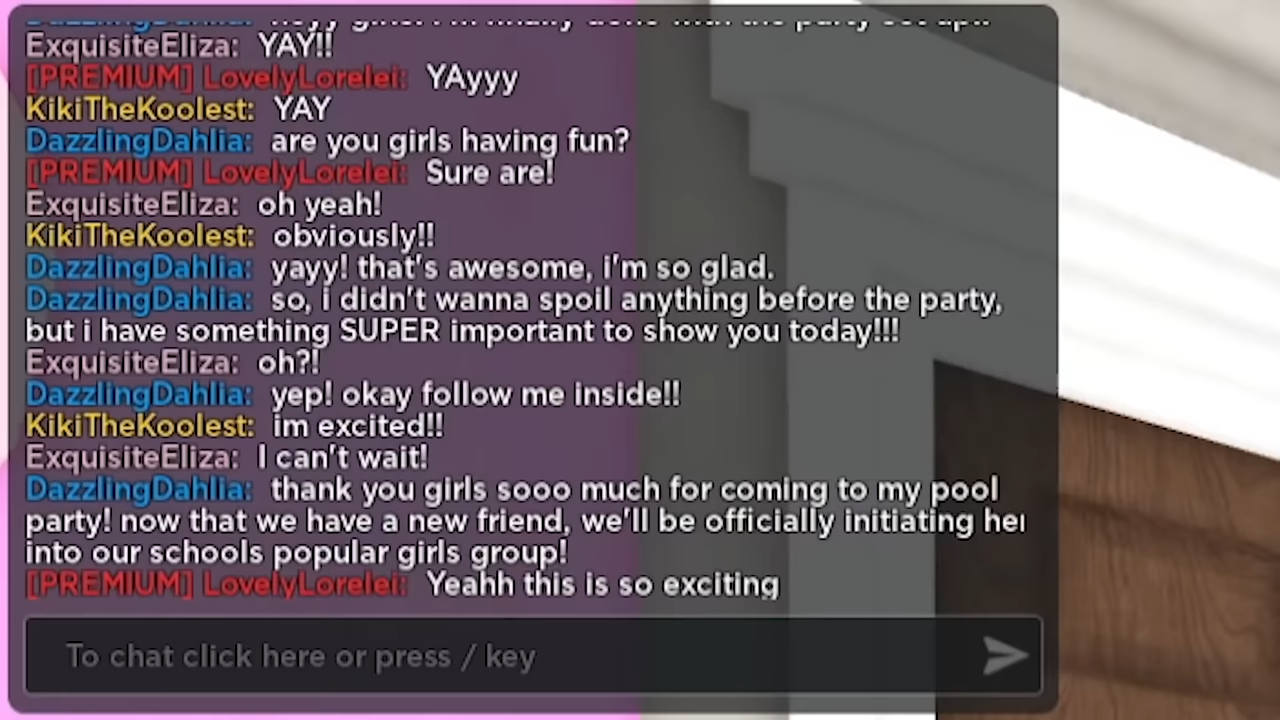 ExquisiteEliza: YAY!!
[PREMIUM] LovelyLorelei: YAyyy
KikiTheKoolest: YAY
DazzlingDahlia: are you girls having fun?
[PREMIUM] LovelyLorelei: Sure are!
ExquisiteEliza: oh yeah!
KikiTheKoolest: obviously!!
DazzlingDahlia: yayy! that's awesome, i'm so glad.
DazzlingDahlia: so, i didn't wanna spoil anything before the party,
but i have something SUPER important to show you today!!!
ExquisiteEliza: oh?!
DazzlingDahlia: yep! okay follow me inside!!
KikiTheKoolest: im excited!!
ExquisiteEliza: I can't wait!
DazzlingDahlia: thank you girls sooo much for coming to my pool
party! now that we have a new friend, we'll be officially initiating her
into our schools popular girls group!
[PREMIUM] LovelyLorelei: Yeahh this is so exciting
To chat click here or press / key